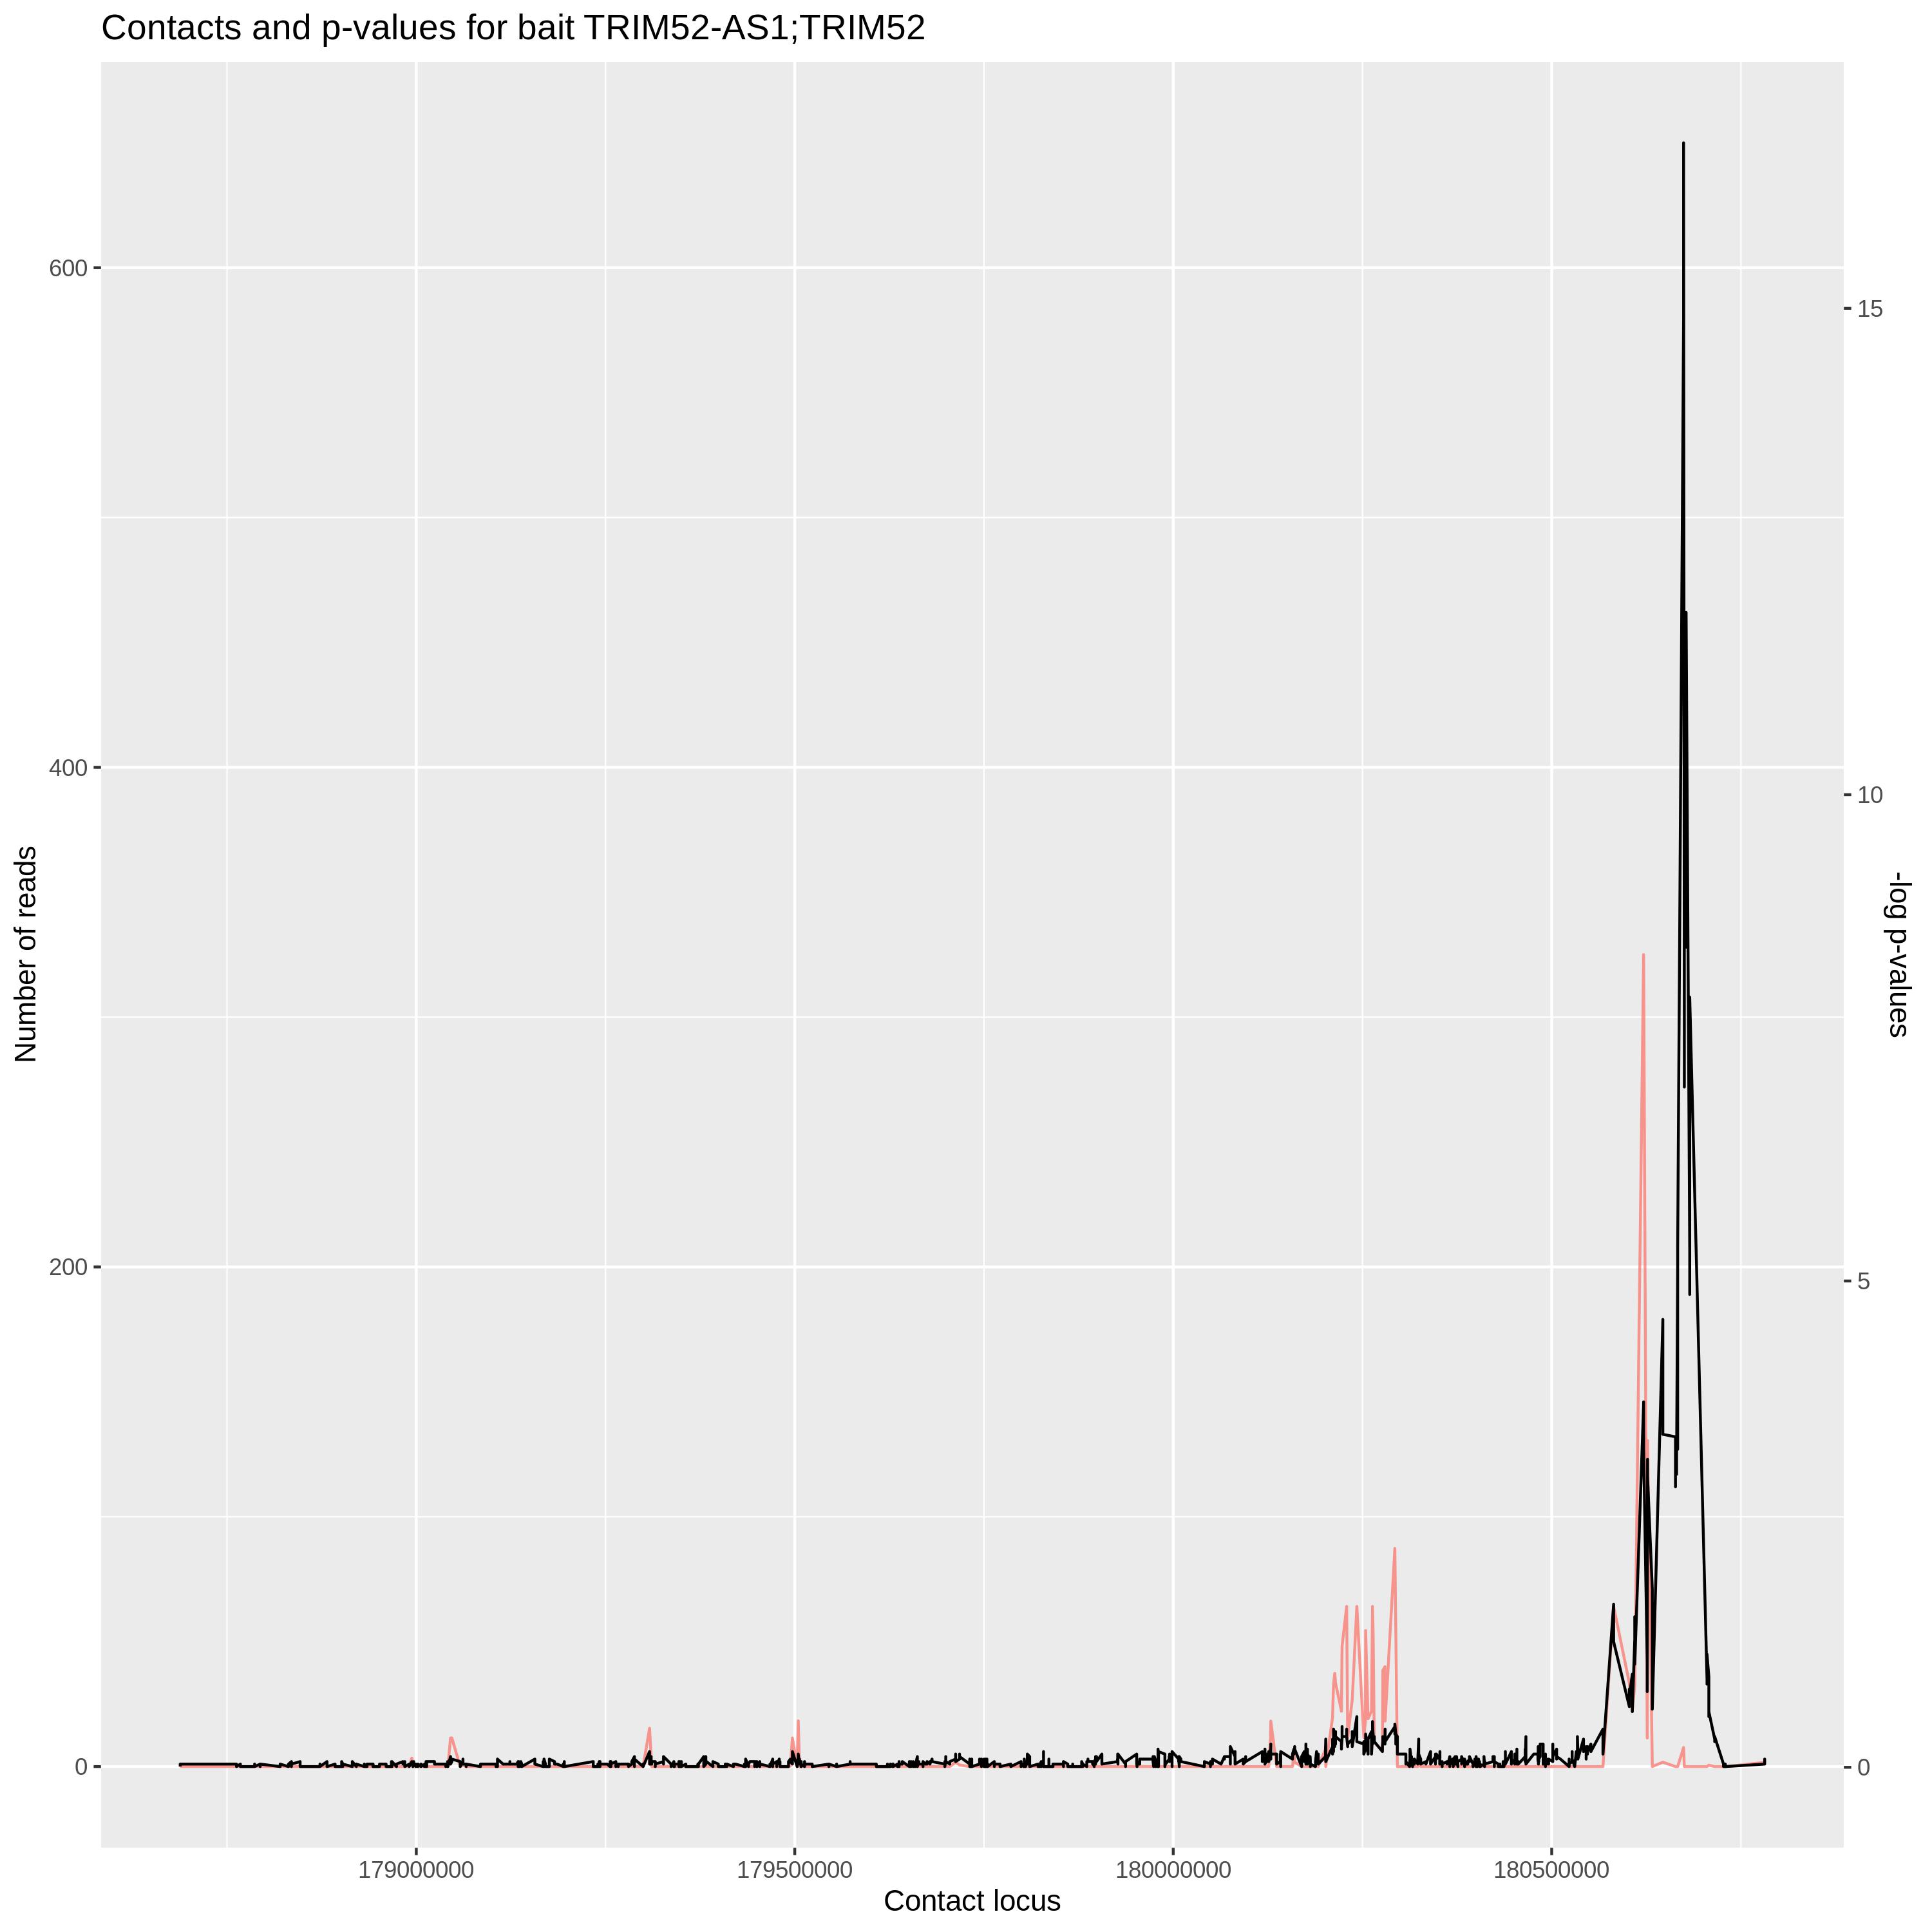 Contacts and p-values for bait TRIM52-AS1;TRIM52
600
400
200
0
Number of reads
15
10
5
0
-log p-values
179000000 179500000 180000000 180500000
Contact locus